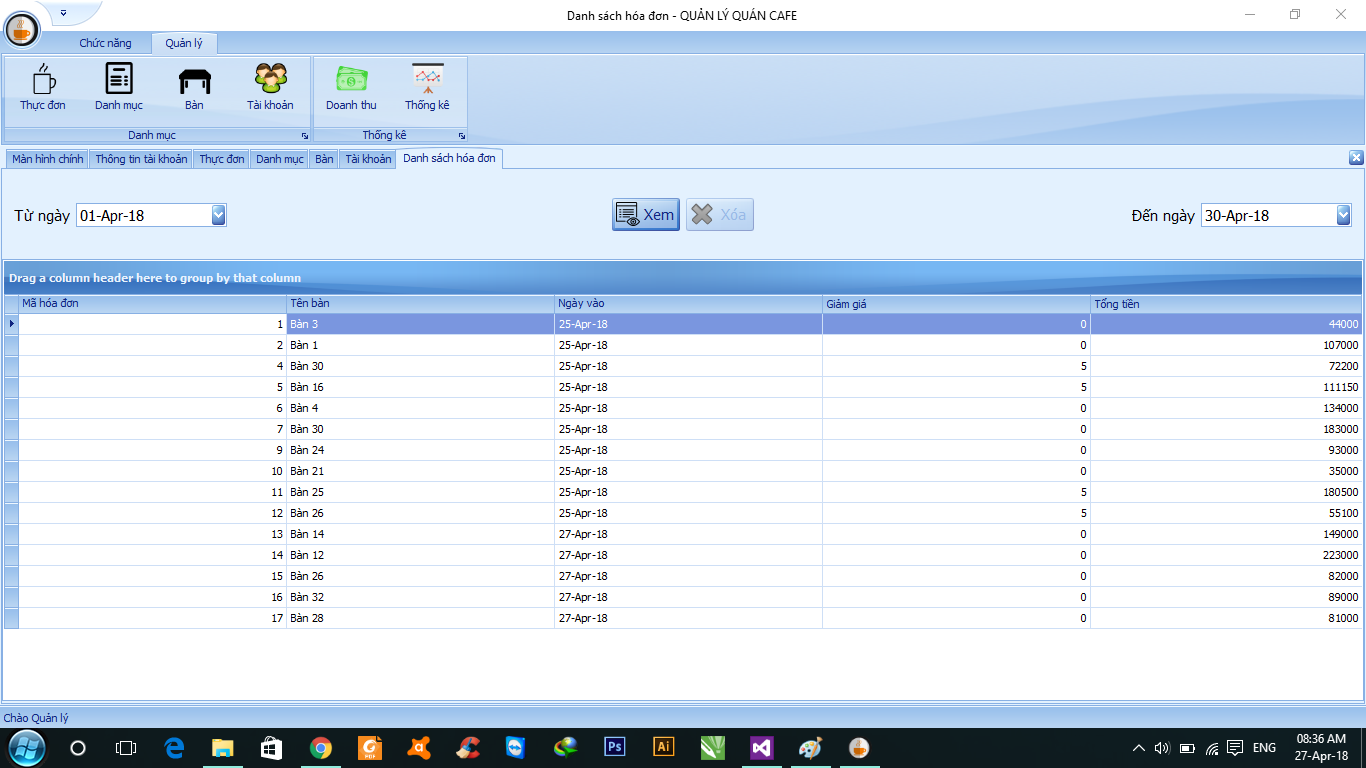 Danh sách hóa đơn - QUẢN LÝ QUÁN CAFE
Chức năng Quản lý
Thực đơn Danh mục Bàn Tài khoản Doanh thu Thống kê
Danh mục Thống kê
Màn hình chính Thông tin tài khoản Thực đơn Danh mục Bàn Tài khoản Danh sách hóa đơn
Từ ngày 01-Apr-18 Xem Xóa Đến ngày 30-Apr-18
Drag a column header here to group by that column
Mã hóa đơn Tên bàn Ngày vào Giảm giá Tổng tiền
1 Bàn 3 25-Apr-18 0 44000
2 Bàn 1 25-Apr-18 0 107000
4 Bàn 30 25-Apr-18 5 72200
5 Bàn 16 25-Apr-18 5 111150
6 Bàn 4 25-Apr-18 0 134000
7 Bàn 30 25-Apr-18 0 183000
9 Bàn 24 25-Apr-18 0 93000
10 Bàn 21 25-Apr-18 0 35000
11 Bàn 25 25-Apr-18 5 180500
12 Bàn 26 25-Apr-18 5 55100
13 Bàn 14 27-Apr-18 0 149000
14 Bàn 12 27-Apr-18 0 223000
15 Bàn 26 27-Apr-18 0 82000
16 Bàn 32 27-Apr-18 0 89000
17 Bàn 28 27-Apr-18 0 81000
Chào Quản lý
PDF Ps Ai ENG 08:36 AM
27-Apr-18